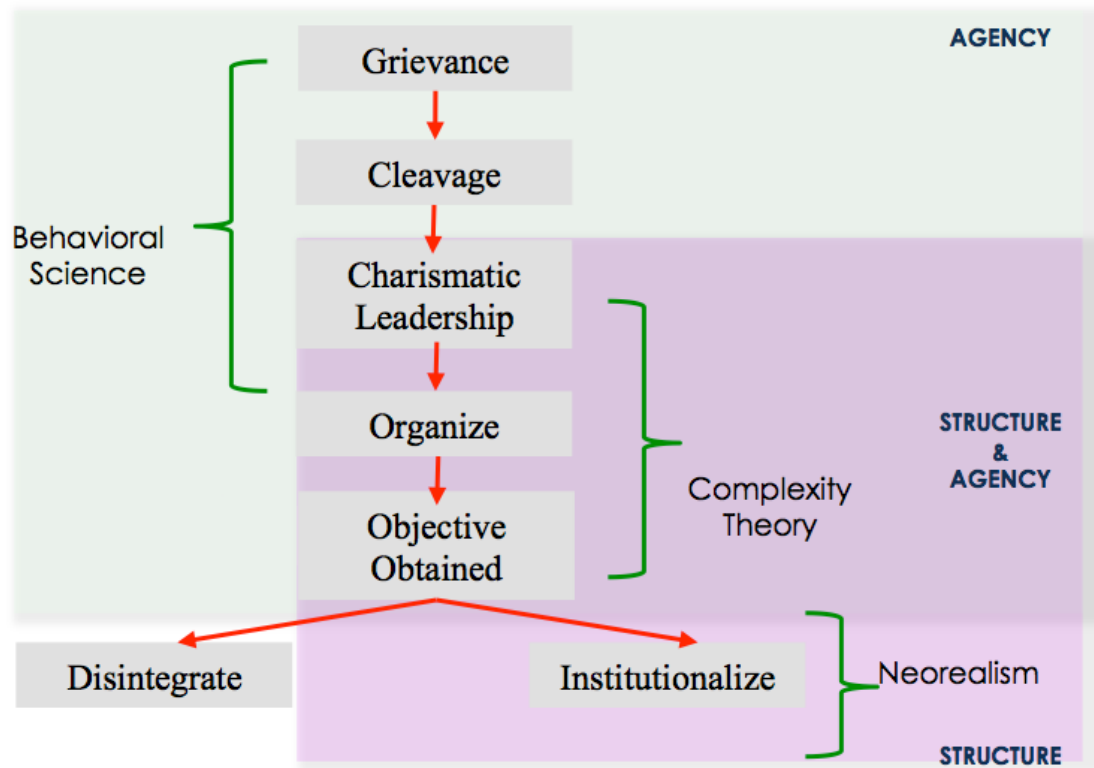 AGENCY
Grievance
Cleavage
Behavioral
Science
Charismatic
Leadership
Organize
STRUCTURE
&
AGENCY
Complexity
Theory
Objective
Obtained
Disintegrate
Institutionalize
Neorealism
STRUCTURE